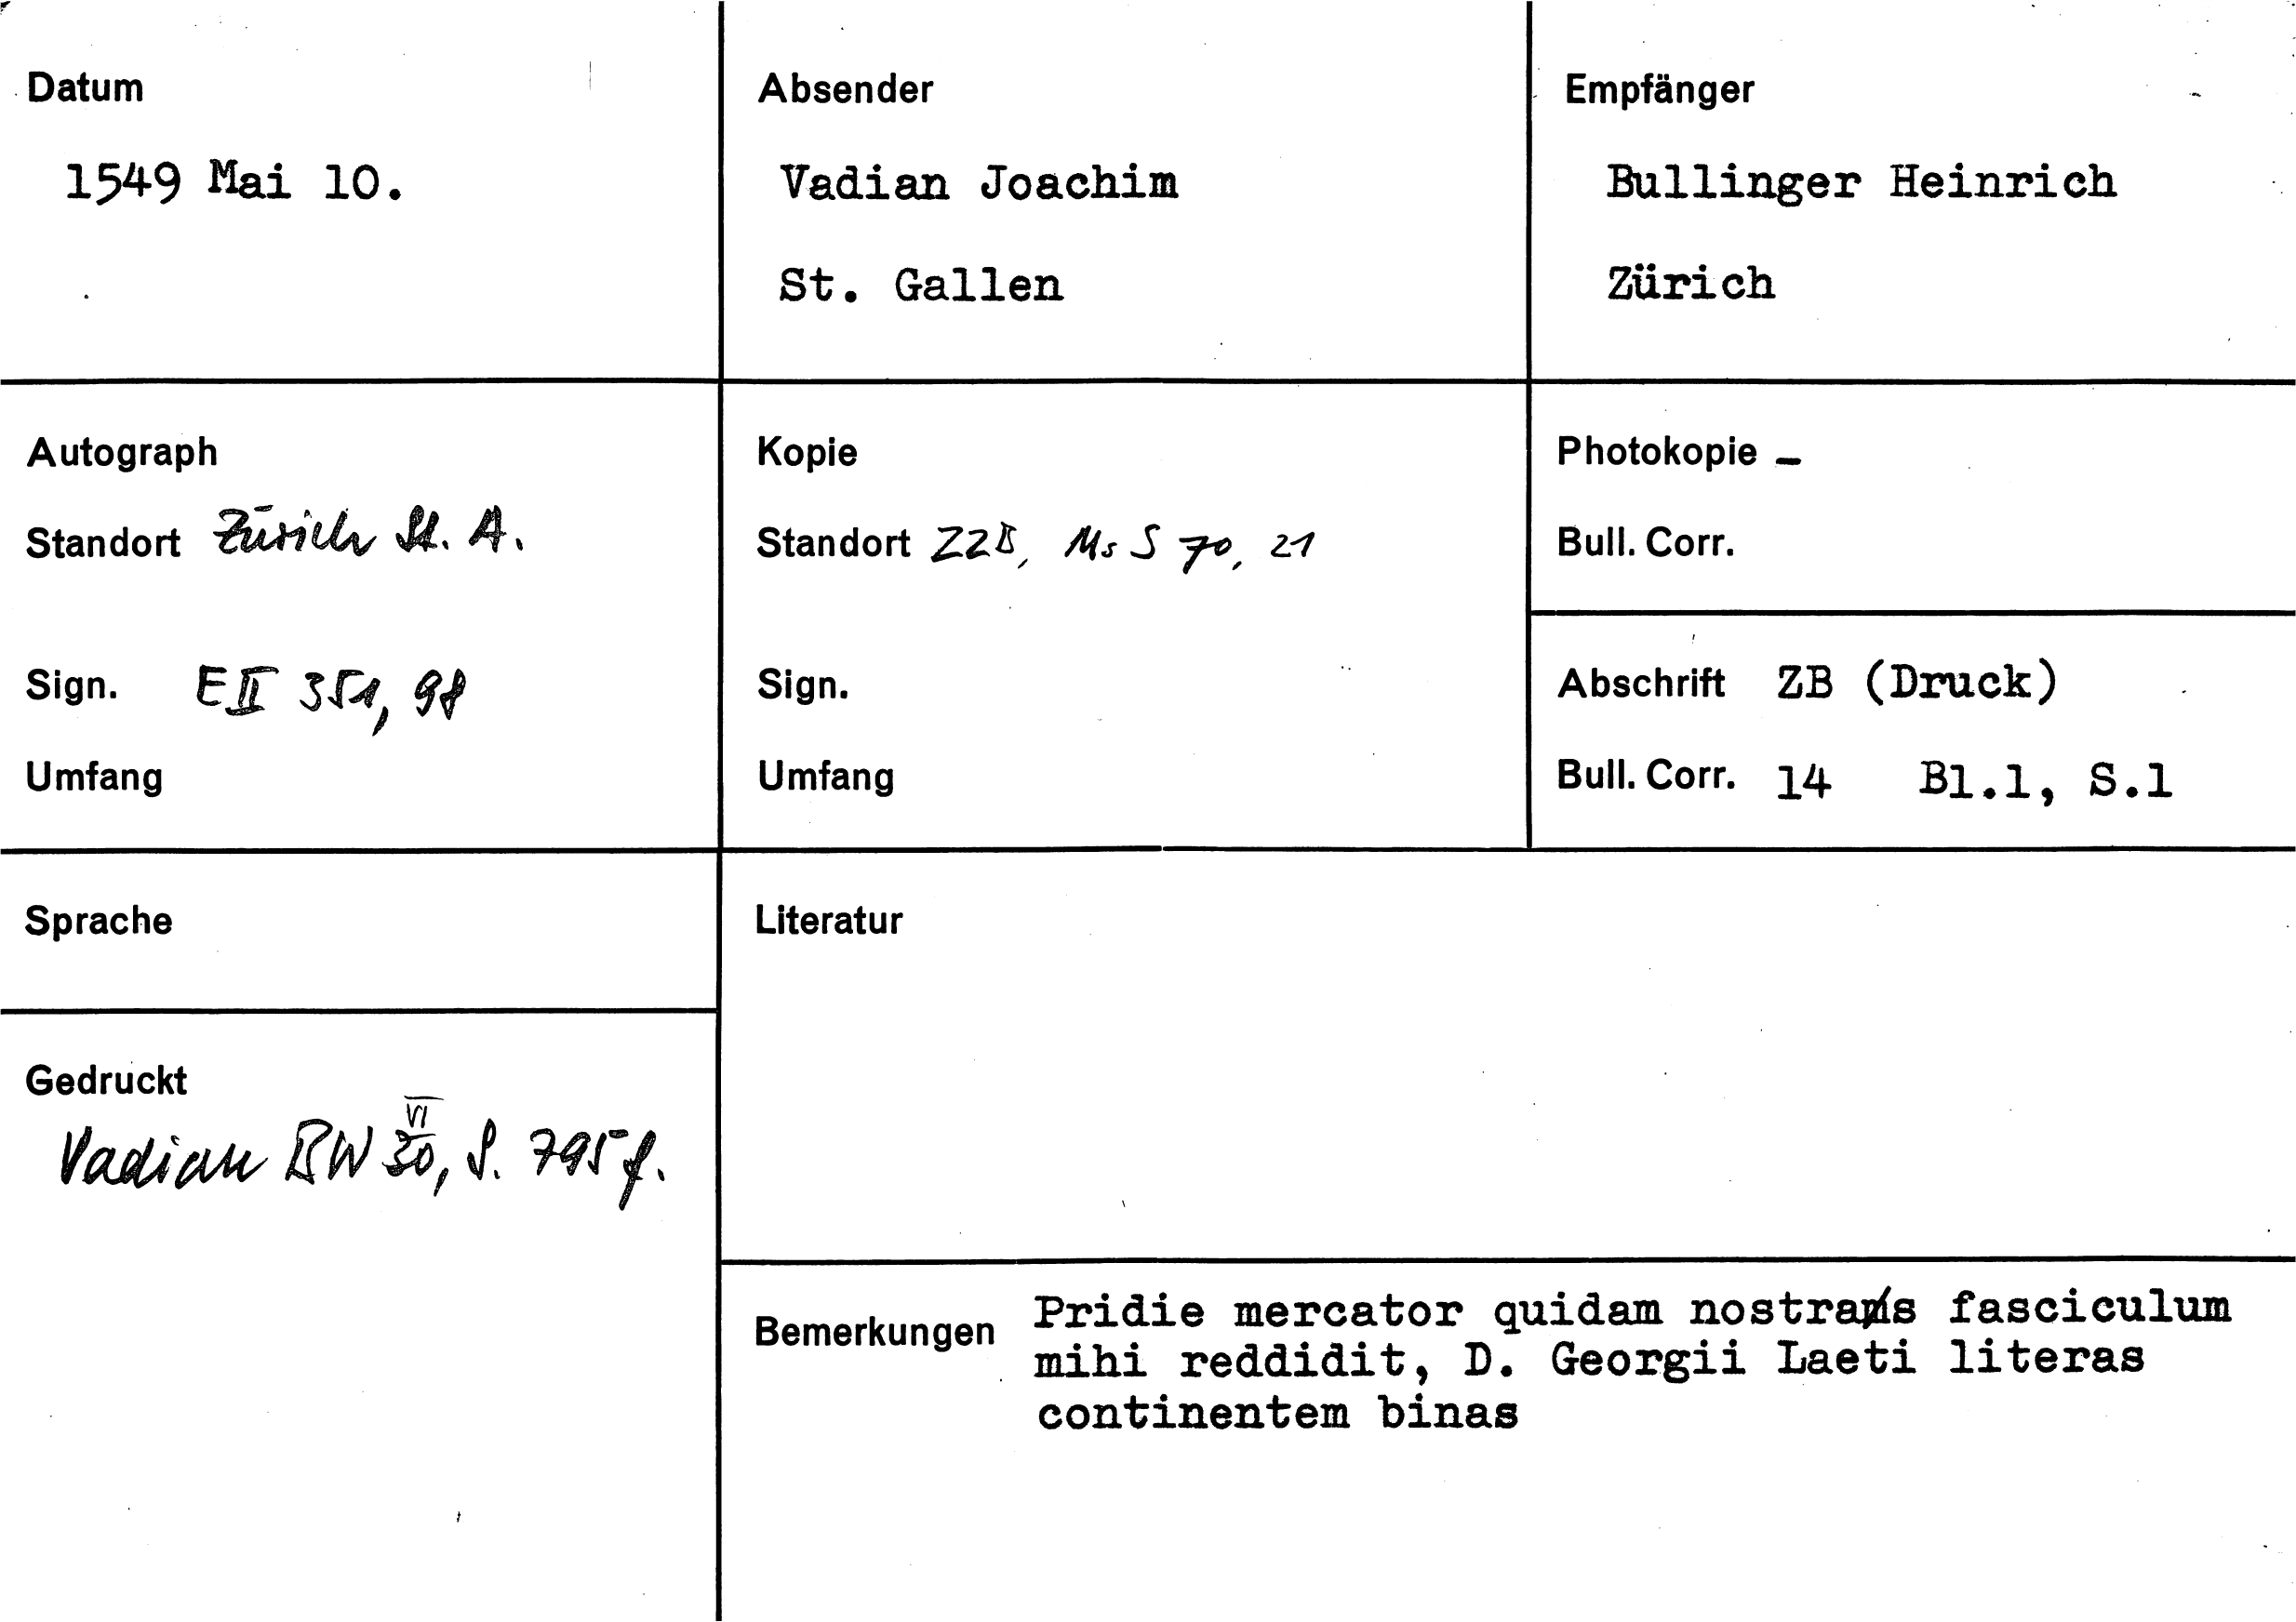 Datum
1549 Mai 10.
Absender
Vadian Joachim
St. Gallen
Empfänger
Bullinger Heinrich
Zürich
Autograph
Standort Zürich St. A.
Sign. E II 351, 98
Umfang
Kopie
Standort ZZB, Ms S 70, 21
Sign.
Umfang
Photokopie –
Bull. Corr.
Abschrift ZB (Druck)
Bull. Corr. 14 Bl.1, S.1
Sprache
Literatur
Gedruckt
VI
Vadian BW 30, S. 795 f.
Bemerkungen Pridie mercator quidam nostras fasciculum
mihi reddidit, D. Georgii Laeti literas
continentem binas